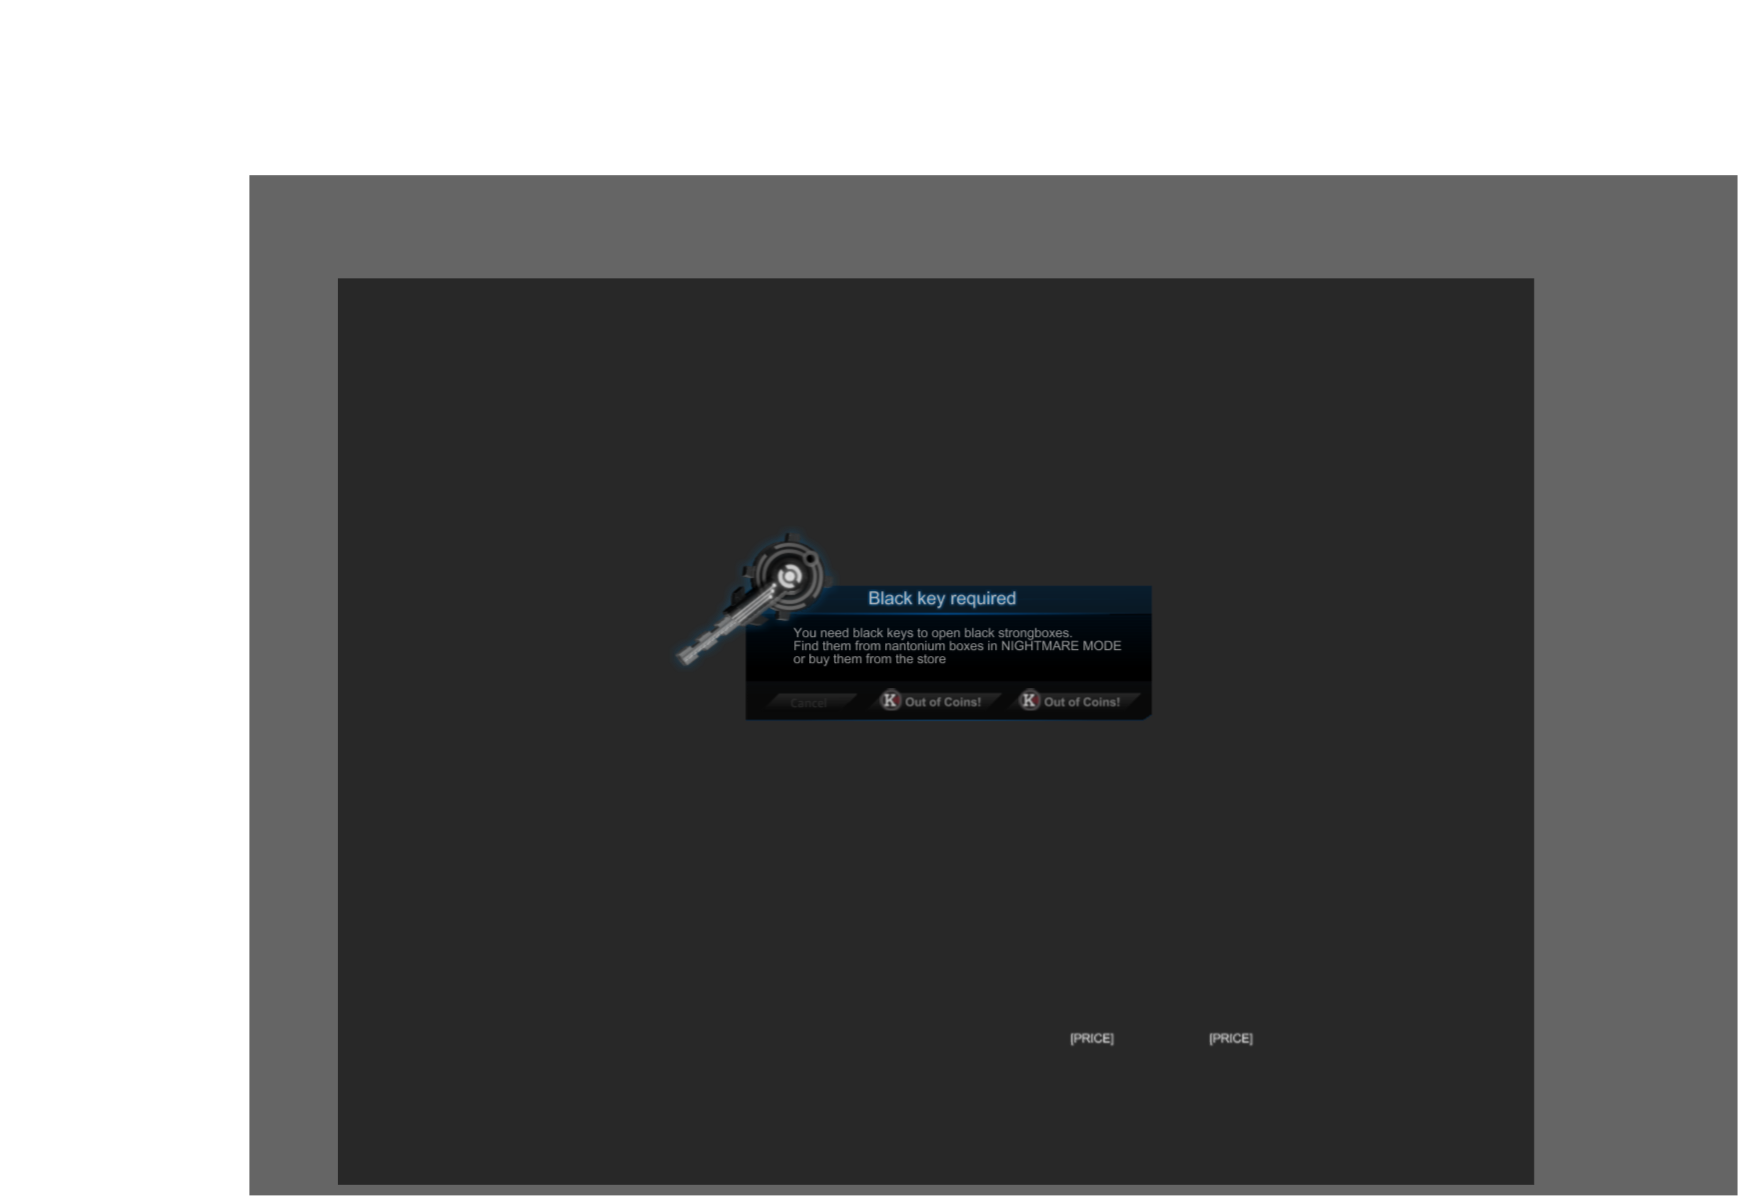 Black key required
You need black keys to open black strongboxes.
Find them from nantonium boxes in NIGHTMARE MODE
or buy them from the store
Cancel
K Out of Coins!
K Out of Coins!
[PRICE]
[PRICE]